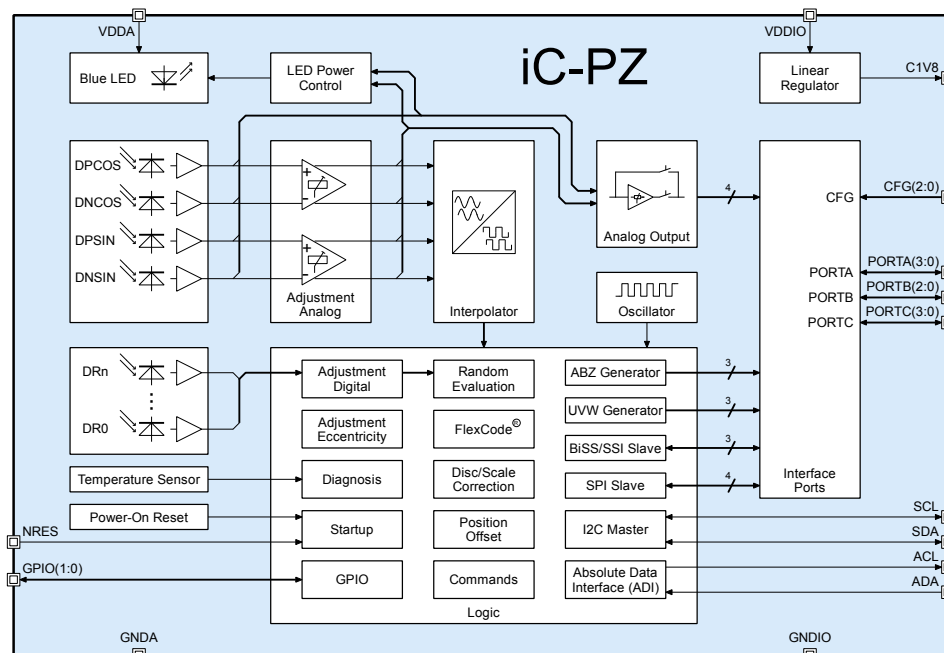 VDDA
VDDIO
iC-PZ
Blue LED
LED Power
Control
Linear
Regulator
C1V8
DPCOS
DNCOS
DPSIN
DNSIN
+
-
+
-
Adjustment
Analog
Interpolator
Analog Output
4
CFG
CFG(2:0)
PORTA
PORTA(3:0)
PORTB
PORTB(2:0)
PORTC
PORTC(3:0)
Oscillator
DRn
DR0
Adjustment
Digital
Random
Evaluation
ABZ Generator
3
Adjustment
Eccentricity
FlexCode®
UVW Generator
3
BiSS/SSI Slave
3
Temperature Sensor
Diagnosis
Disc/Scale
Correction
SPI Slave
4
Interface
Ports
Power-On Reset
NRES
Startup
Position
Offset
I2C Master
SCL
SDA
GPIO(1:0)
GPIO
Commands
Absolute Data
Interface (ADI)
ACL
ADA
Logic
GNDA
GNDIO